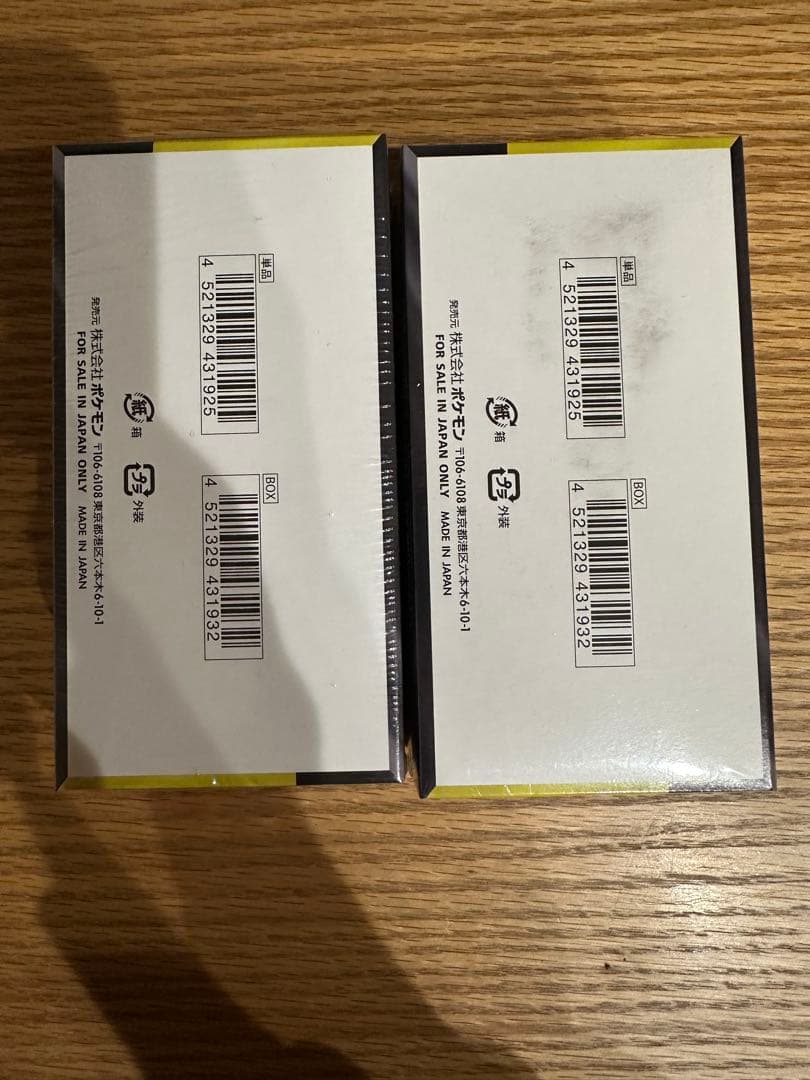 単品
4 521329 431925
BOX
4 521329 431932
紙 箱
プラ 外装
発売元 株式会社 ポケモン 〒106-6108 東京都港区六本木6-10-1
FOR SALE IN JAPAN ONLY MADE IN JAPAN
単品
4 521329 431925
BOX
4 521329 431932
紙 箱
プラ 外装
発売元 株式会社 ポケモン 〒106-6108 東京都港区六本木6-10-1
FOR SALE IN JAPAN ONLY MADE IN JAPAN